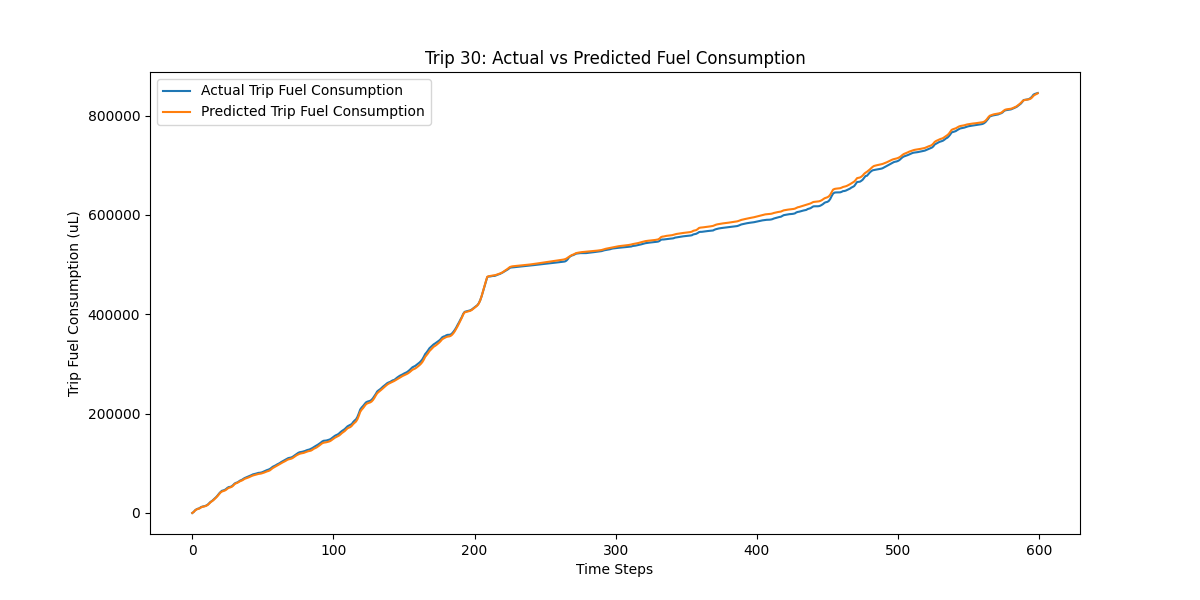 Trip 30: Actual vs Predicted Fuel Consumption
Actual Trip Fuel Consumption
Predicted Trip Fuel Consumption
Trip Fuel Consumption (uL)
800000
600000
400000
200000
0
0 100 200 300 400 500 600
Time Steps